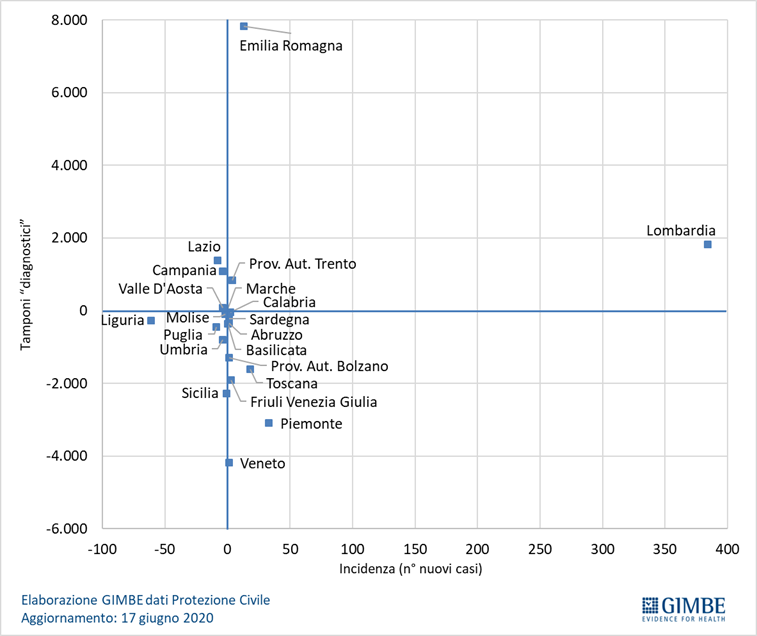 8.000
Emilia Romagna
6.000
4.000
2.000
Lombardia
Lazio
Prov. Aut. Trento
Campania
Valle D'Aosta
Marche
Calabria
0
Liguria
Molise
Sardegna
Puglia
Abruzzo
Umbria
Basilicata
Prov. Aut. Bolzano
-2.000
Toscana
Sicilia
Friuli Venezia Giulia
Piemonte
-4.000
Veneto
-6.000
Tamponi “diagnostici”
-100 -50 0 50 100 150 200 250 300 350 400
Incidenza (n° nuovi casi)
Elaborazione GIMBE dati Protezione Civile
Aggiornamento: 17 giugno 2020
GIMBE
EVIDENCE FOR HEALTH